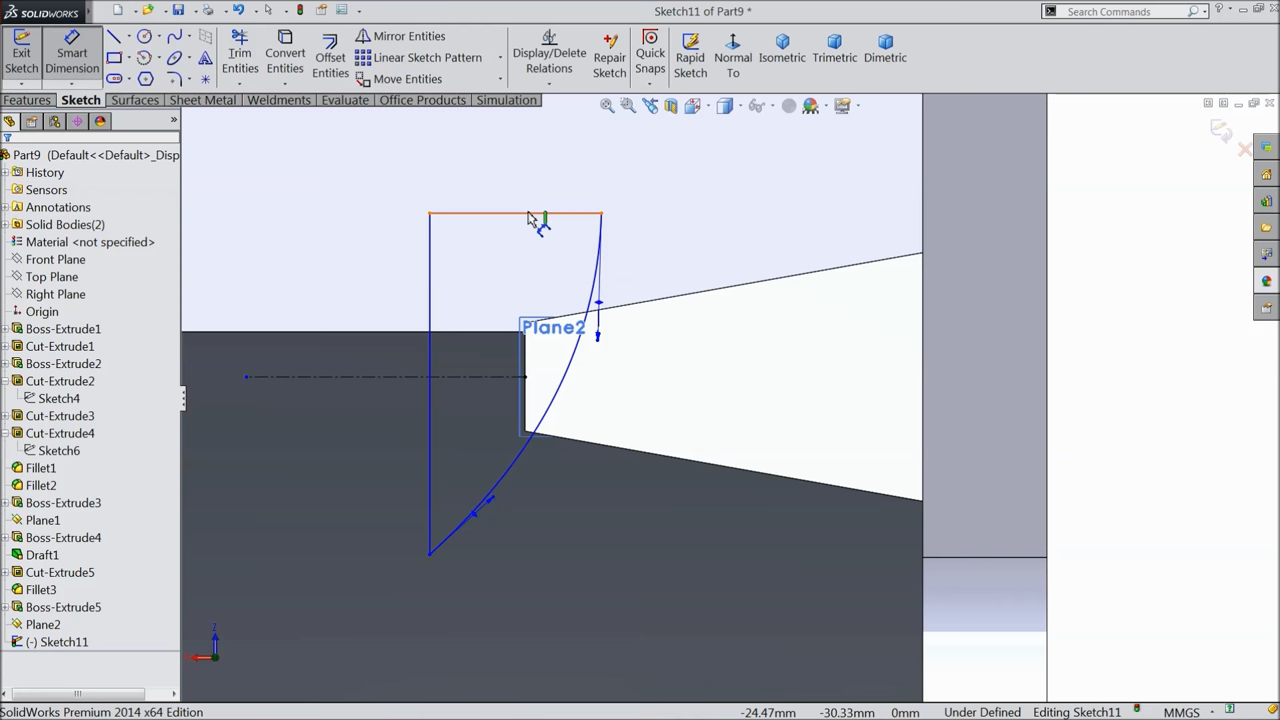 SOLIDWORKS
Sketch11 of Part9 *
Search Commands
Exit Sketch
Smart Dimension
Trim Entities
Convert Entities
Offset Entities
Mirror Entities
Linear Sketch Pattern
Move Entities
Display/Delete Relations
Repair Sketch
Quick Snaps
Rapid Sketch
Normal To
Isometric
Trimetric
Dimetric
Features
Sketch
Surfaces
Sheet Metal
Weldments
Evaluate
Office Products
Simulation
Part9 (Default<<Default>_Disp
History
Sensors
Annotations
Solid Bodies(2)
Material <not specified>
Front Plane
Top Plane
Right Plane
Origin
Boss-Extrude1
Cut-Extrude1
Boss-Extrude2
Cut-Extrude2
Sketch4
Cut-Extrude3
Cut-Extrude4
Sketch6
Fillet1
Fillet2
Boss-Extrude3
Plane1
Boss-Extrude4
Draft1
Cut-Extrude5
Fillet3
Boss-Extrude5
Plane2
(-) Sketch11
Plane2
Z
SolidWorks Premium 2014 x64 Edition
-24.47mm
-30.33mm
0mm
Under Defined
Editing Sketch11
MMGS